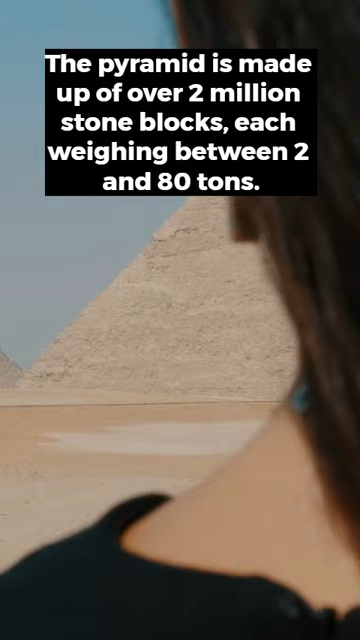 The pyramid is made
up of over 2 million
stone blocks, each
weighing between 2
and 80 tons.